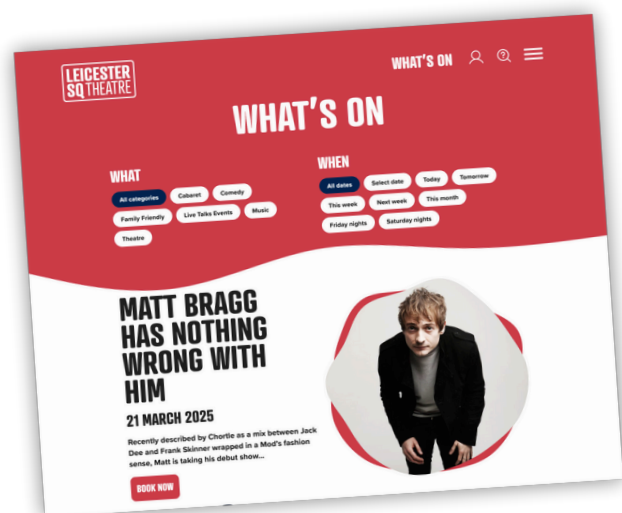 LEICESTER
SQ THEATRE
WHAT'S ON
WHAT'S ON
WHAT
All categories
Cabaret
Comedy
Family Friendly
Live Talks Events
Music
Theatre
WHEN
All dates
Select date
Today
Tomorrow
This week
Next week
This month
Friday nights
Saturday nights
MATT BRAGG
HAS NOTHING
WRONG WITH
HIM
21 MARCH 2025
Recently described by Chortle as a mix between Jack
Dee and Frank Skinner wrapped in a Mod's fashion
sense, Matt is taking his debut show...
BOOK NOW